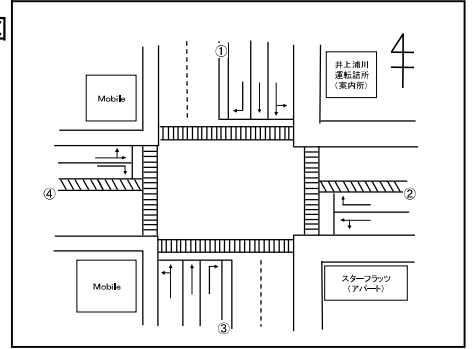 図
①
Mobile
井上浦川
運転詰所
(案内所)
④
②
Mobile
スターフラッツ
(アパート)
③